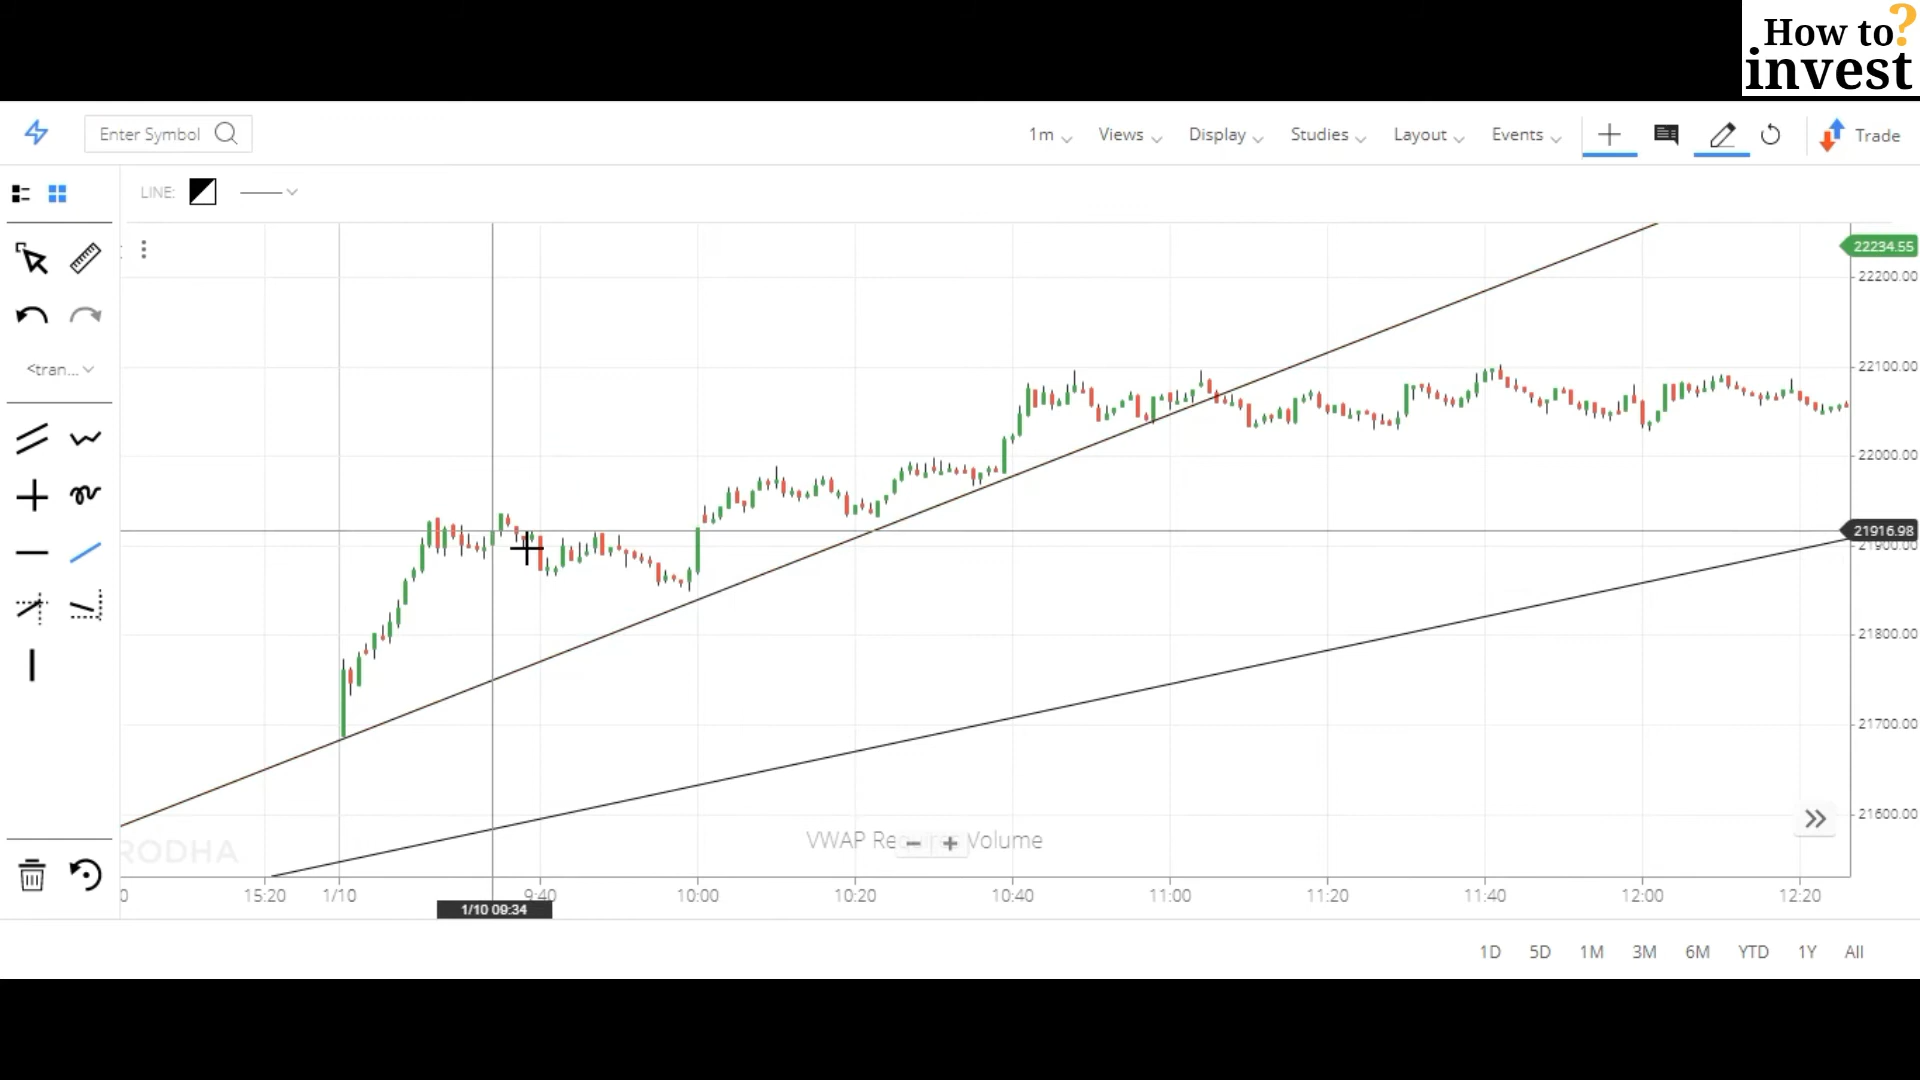 How to?
invest
Enter Symbol
1m
Views
Display
Studies
Layout
Events
Trade
LINE:
<tran...
22234.55
22200.00
22100.00
22000.00
21916.98
21900.00
21800.00
21700.00
21600.00
RODHA
VWAP Re Volume
0 15:20 1/10 9:40 10:00 10:20 10:40 11:00 11:20 11:40 12:00 12:20
1/10 09:34
1D 5D 1M 3M 6M YTD 1Y All